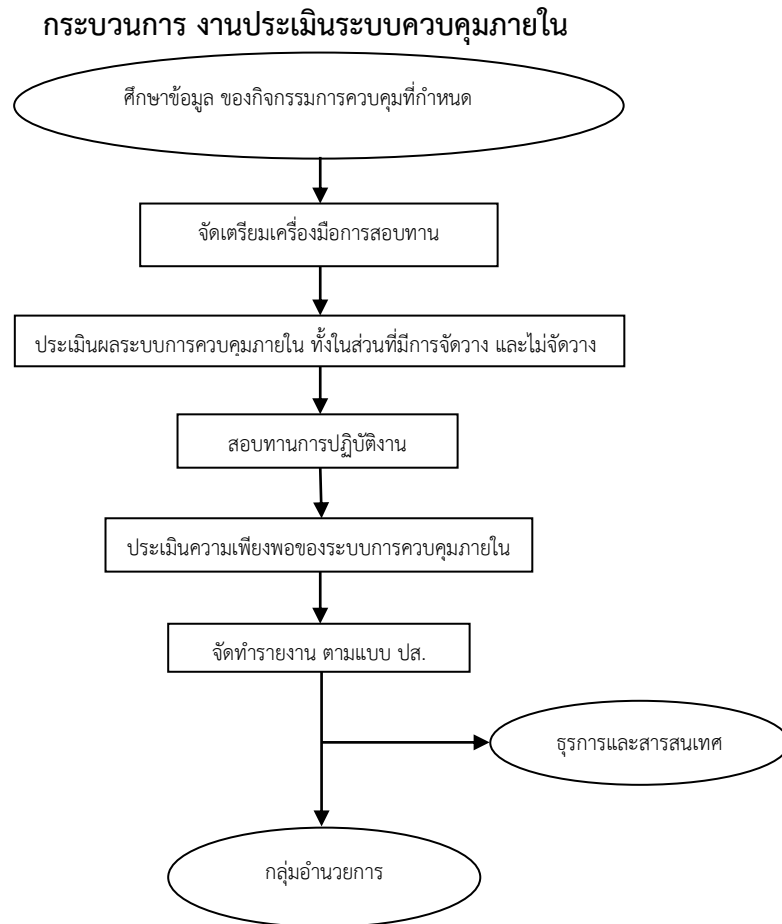 กระบวนการ งานประเมินระบบควบคุมภายใน
ศึกษาข้อมูล ของกิจกรรมการควบคุมที่กำหนด
จัดเตรียมเครื่องมือการสอบทาน
ประเมินผลระบบการควบคุมภายใน ทั้งในส่วนที่มีการจัดวาง และไม่จัดวาง
สอบทานการปฏิบัติงาน
ประเมินความเพียงพอของระบบการควบคุมภายใน
จัดทำรายงาน ตามแบบ ปส.
ธุรการและสารสนเทศ
กลุ่มอำนวยการ